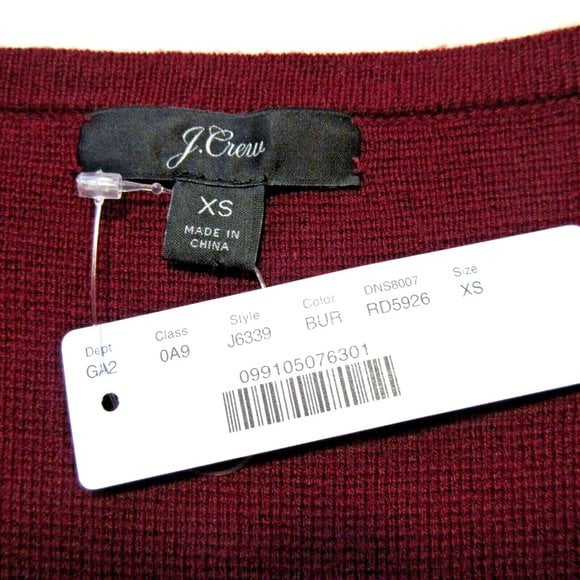 J.Crew
XS
MADE IN
CHINA
Dept Class Style Color DNS8007 Size
GA2 0A9 J6339 BUR RD5926 XS
099105076301